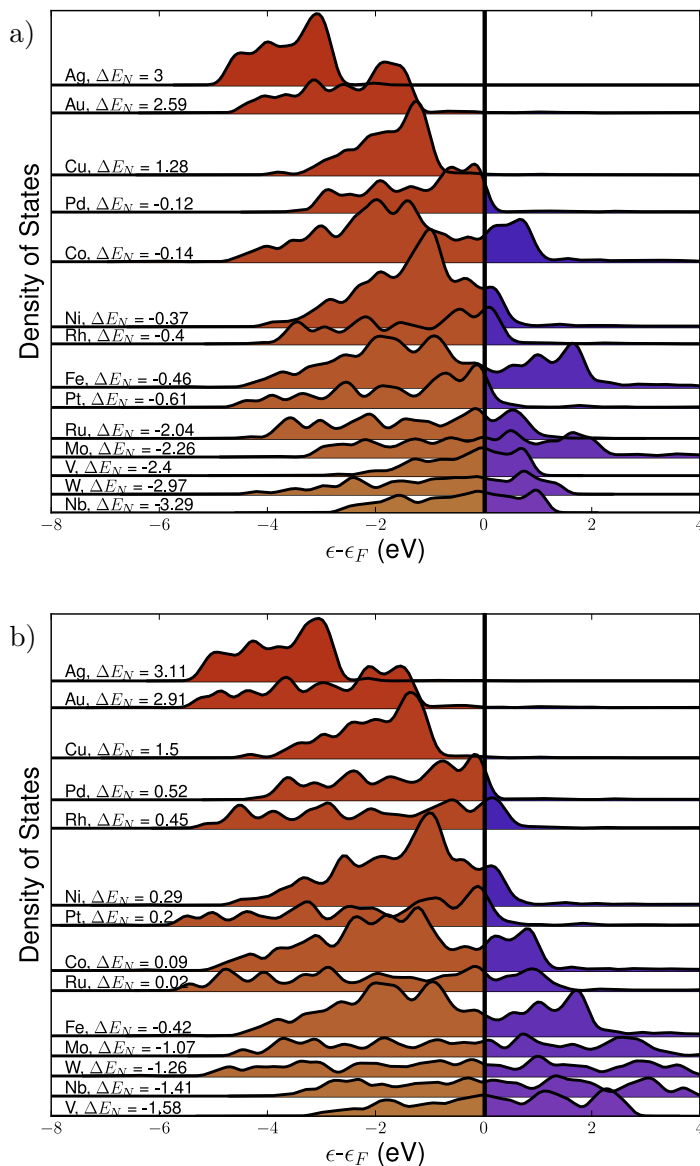 a)
Density of States
Ag, ΔE_N = 3
Au, ΔE_N = 2.59
Cu, ΔE_N = 1.28
Pd, ΔE_N = -0.12
Co, ΔE_N = -0.14
Ni, ΔE_N = -0.37
Rh, ΔE_N = -0.4
Fe, ΔE_N = -0.46
Pt, ΔE_N = -0.61
Ru, ΔE_N = -2.04
Mo, ΔE_N = -2.26
V, ΔE_N = -2.4
W, ΔE_N = -2.97
Nb, ΔE_N = -3.29
−8 −6 −4 −2 0 2 4
ϵ-ϵ_F (eV)
b)
Density of States
Ag, ΔE_N = 3.11
Au, ΔE_N = 2.91
Cu, ΔE_N = 1.5
Pd, ΔE_N = 0.52
Rh, ΔE_N = 0.45
Ni, ΔE_N = 0.29
Pt, ΔE_N = 0.2
Co, ΔE_N = 0.09
Ru, ΔE_N = 0.02
Fe, ΔE_N = -0.42
Mo, ΔE_N = -1.07
W, ΔE_N = -1.26
Nb, ΔE_N = -1.41
V, ΔE_N = -1.58
−8 −6 −4 −2 0 2 4
ϵ-ϵ_F (eV)